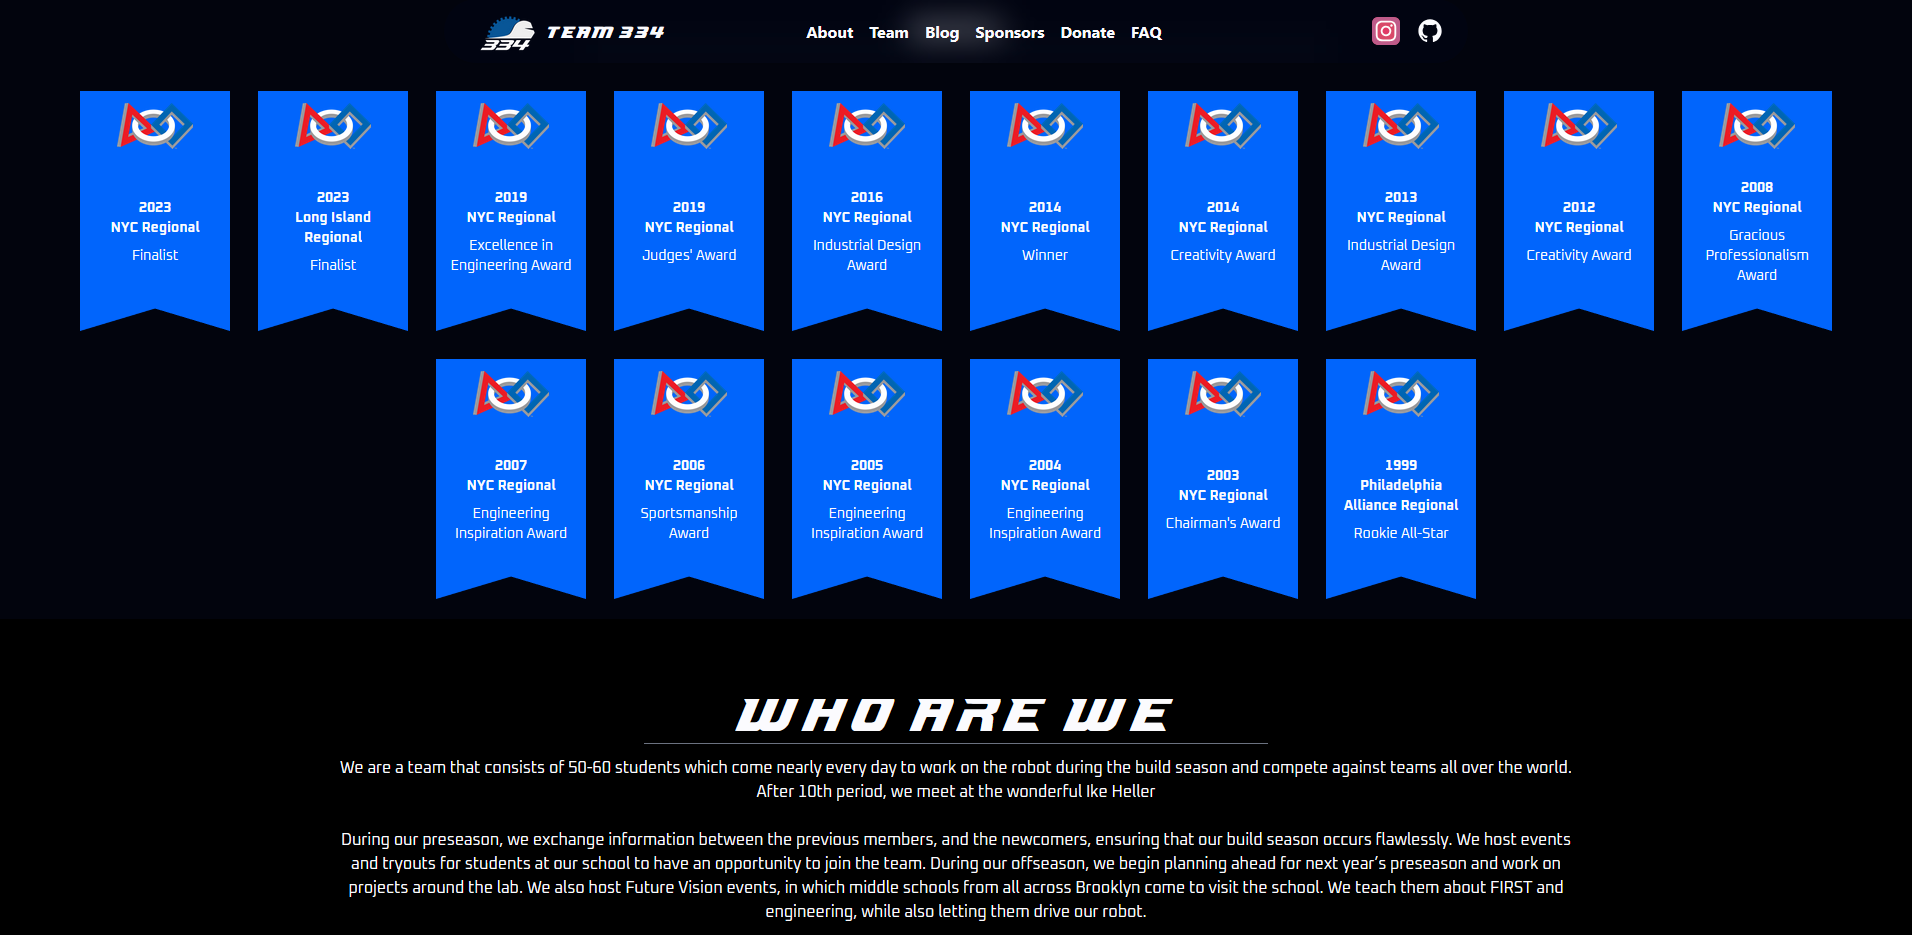 334 TEAM 334
About Team Blog Sponsors Donate FAQ
2023
NYC Regional
Finalist
2023
Long Island
Regional
Finalist
2019
NYC Regional
Excellence in
Engineering Award
2019
NYC Regional
Judges' Award
2016
NYC Regional
Industrial Design
Award
2014
NYC Regional
Winner
2014
NYC Regional
Creativity Award
2013
NYC Regional
Industrial Design
Award
2012
NYC Regional
Creativity Award
2008
NYC Regional
Gracious
Professionalism
Award
2007
NYC Regional
Engineering
Inspiration Award
2006
NYC Regional
Sportsmanship
Award
2005
NYC Regional
Engineering
Inspiration Award
2004
NYC Regional
Engineering
Inspiration Award
2003
NYC Regional
Chairman's Award
1999
Philadelphia
Alliance Regional
Rookie All-Star
WHO ARE WE
We are a team that consists of 50-60 students which come nearly every day to work on the robot during the build season and compete against teams all over the world.
After 10th period, we meet at the wonderful Ike Heller
During our preseason, we exchange information between the previous members, and the newcomers, ensuring that our build season occurs flawlessly. We host events
and tryouts for students at our school to have an opportunity to join the team. During our offseason, we begin planning ahead for next year’s preseason and work on
projects around the lab. We also host Future Vision events, in which middle schools from all across Brooklyn come to visit the school. We teach them about FIRST and
engineering, while also letting them drive our robot.